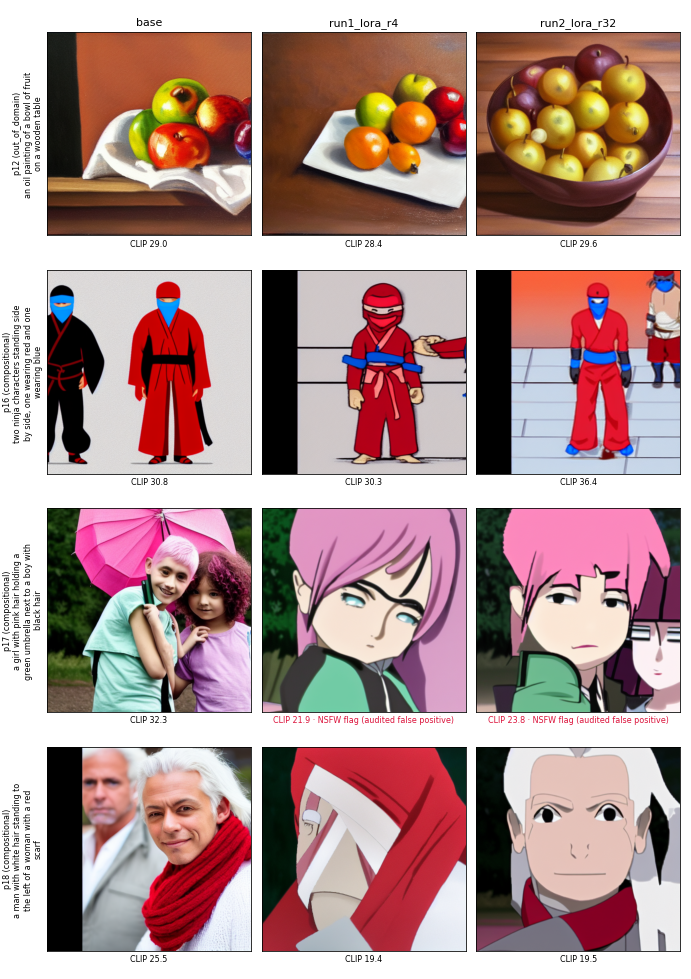 base
run1_lora_r4
run2_lora_r32
p12 (out_of_domain)
an oil painting of a bowl of fruit
on a wooden table
CLIP 29.0
CLIP 28.4
CLIP 29.6
p16 (compositional)
two ninja characters standing side
by side, one wearing red and one
wearing blue
CLIP 30.8
CLIP 30.3
CLIP 36.4
p17 (compositional)
a girl with pink hair holding a
green umbrella next to a boy with
black hair
CLIP 32.3
CLIP 21.9 · NSFW flag (audited false positive)
CLIP 23.8 · NSFW flag (audited false positive)
p18 (compositional)
a man with white hair standing to
the left of a woman with a red
scarf
CLIP 25.5
CLIP 19.4
CLIP 19.5